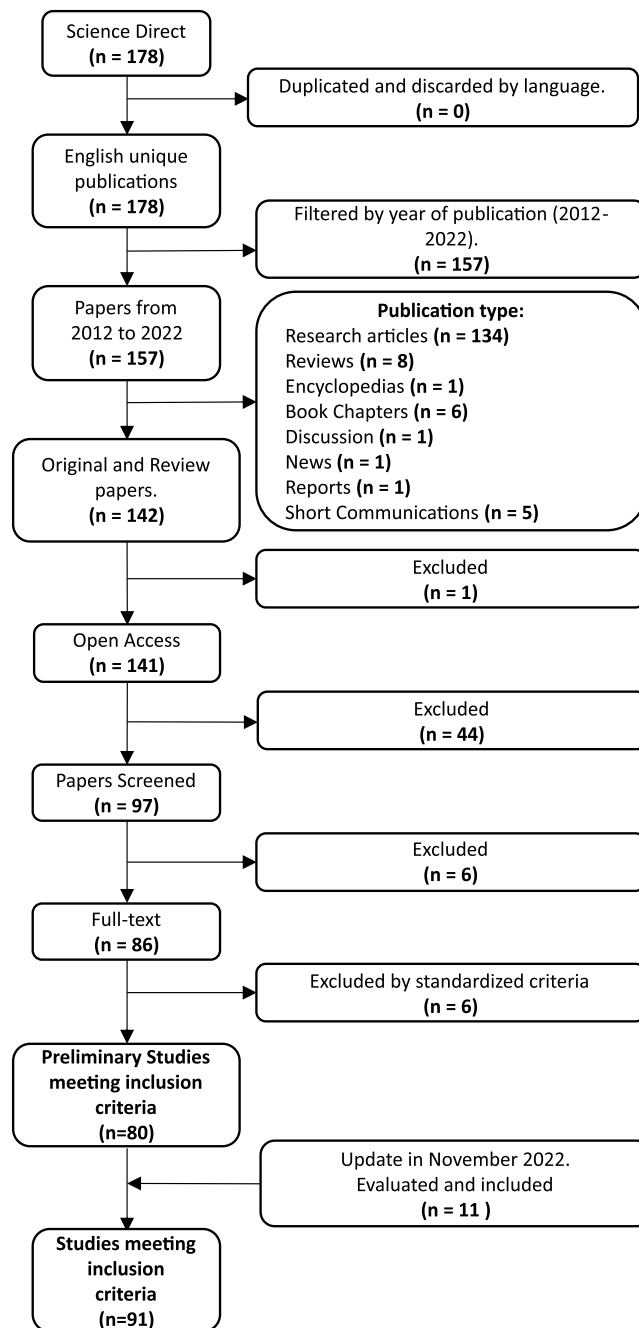 Science Direct
(n = 178)
Duplicated and discarded by language.
(n = 0)
English unique
publications
(n = 178)
Filtered by year of publication (2012-
2022).
(n = 157)
Papers from
2012 to 2022
(n = 157)
Publication type:
Research articles (n = 134)
Reviews (n = 8)
Encyclopedias (n = 1)
Book Chapters (n = 6)
Discussion (n = 1)
News (n = 1)
Reports (n = 1)
Short Communications (n = 5)
Original and Review
papers.
(n = 142)
Excluded
(n = 1)
Open Access
(n = 141)
Excluded
(n = 44)
Papers Screened
(n = 97)
Excluded
(n = 6)
Full-text
(n = 86)
Excluded by standardized criteria
(n = 6)
Preliminary Studies
meeting inclusion
criteria
(n=80)
Update in November 2022.
Evaluated and included
(n = 11 )
Studies meeting
inclusion
criteria
(n=91)